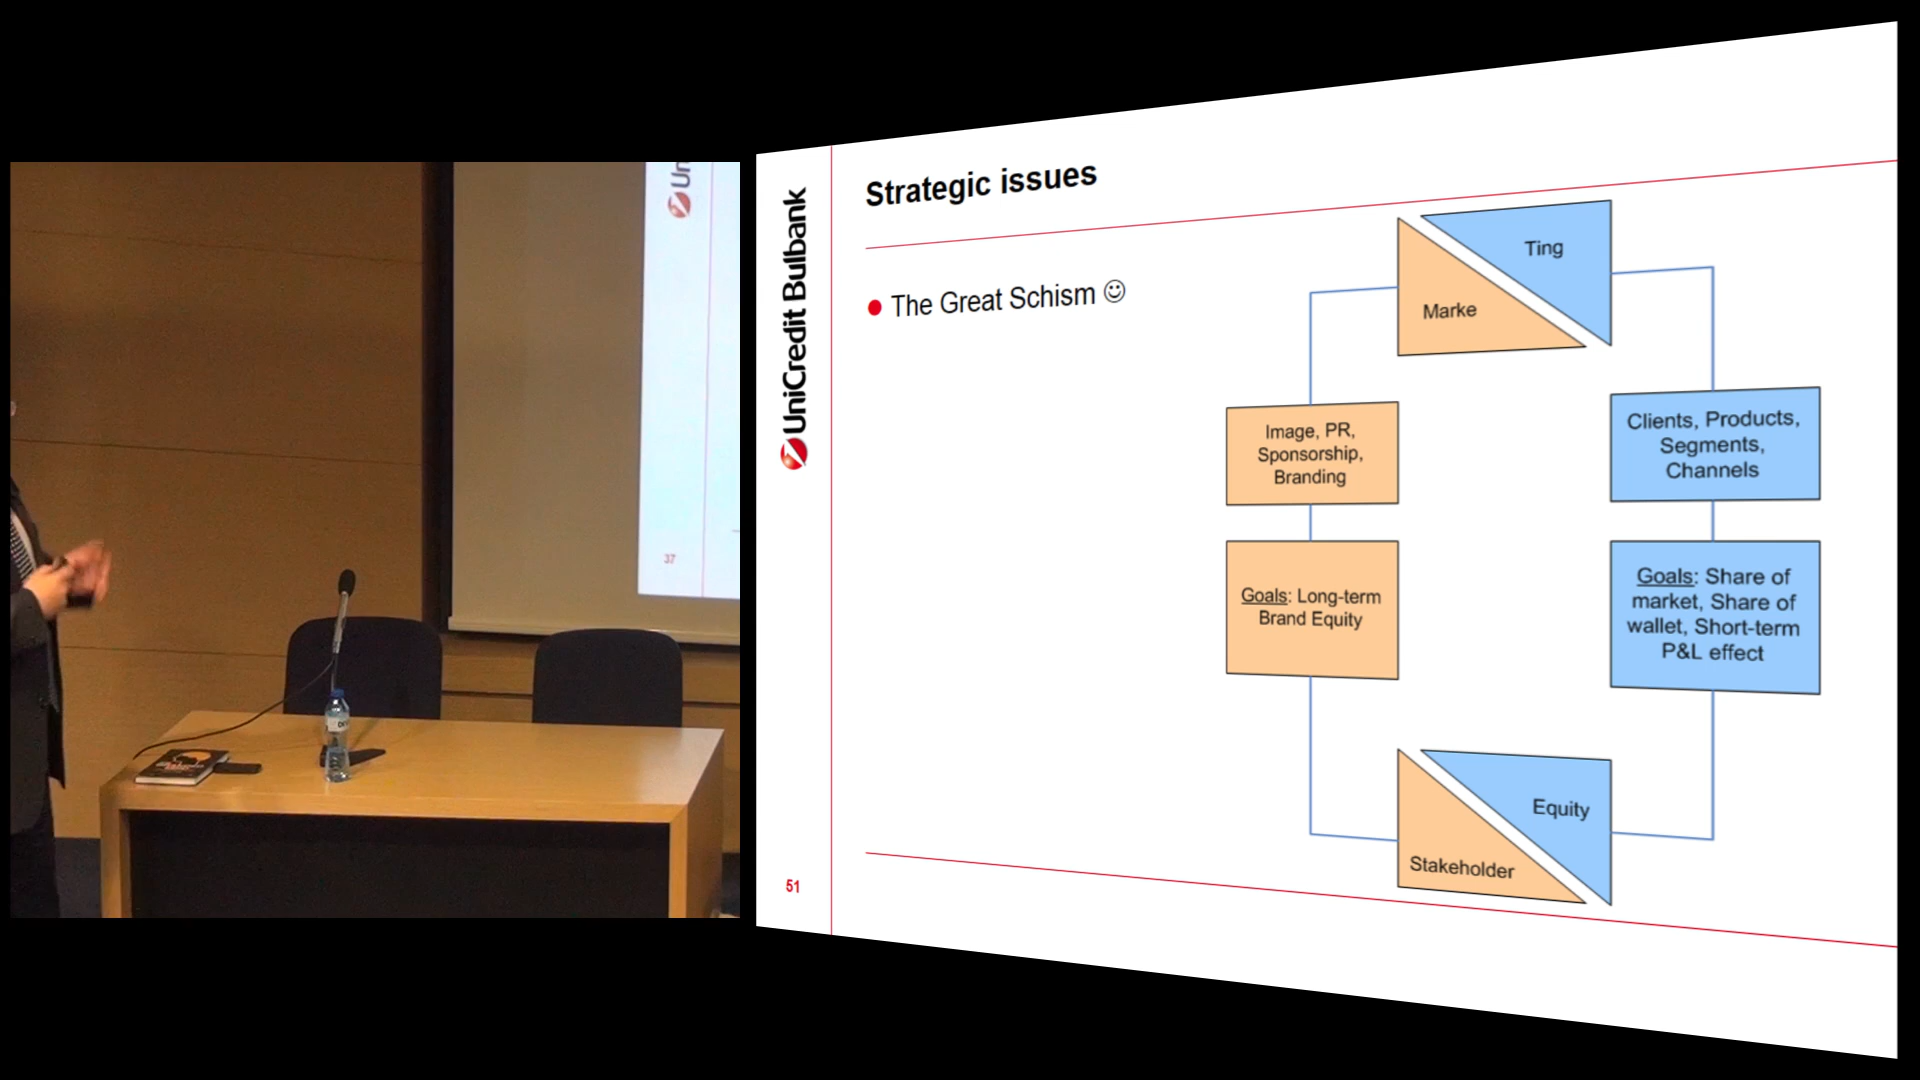 Un
37
UniCredit Bulbank
Strategic issues
The Great Schism ☺
Ting
Marke
Image, PR,
Sponsorship,
Branding
Clients, Products,
Segments,
Channels
Goals: Long-term
Brand Equity
Goals: Share of
market, Share of
wallet, Short-term
P&L effect
Equity
Stakeholder
51